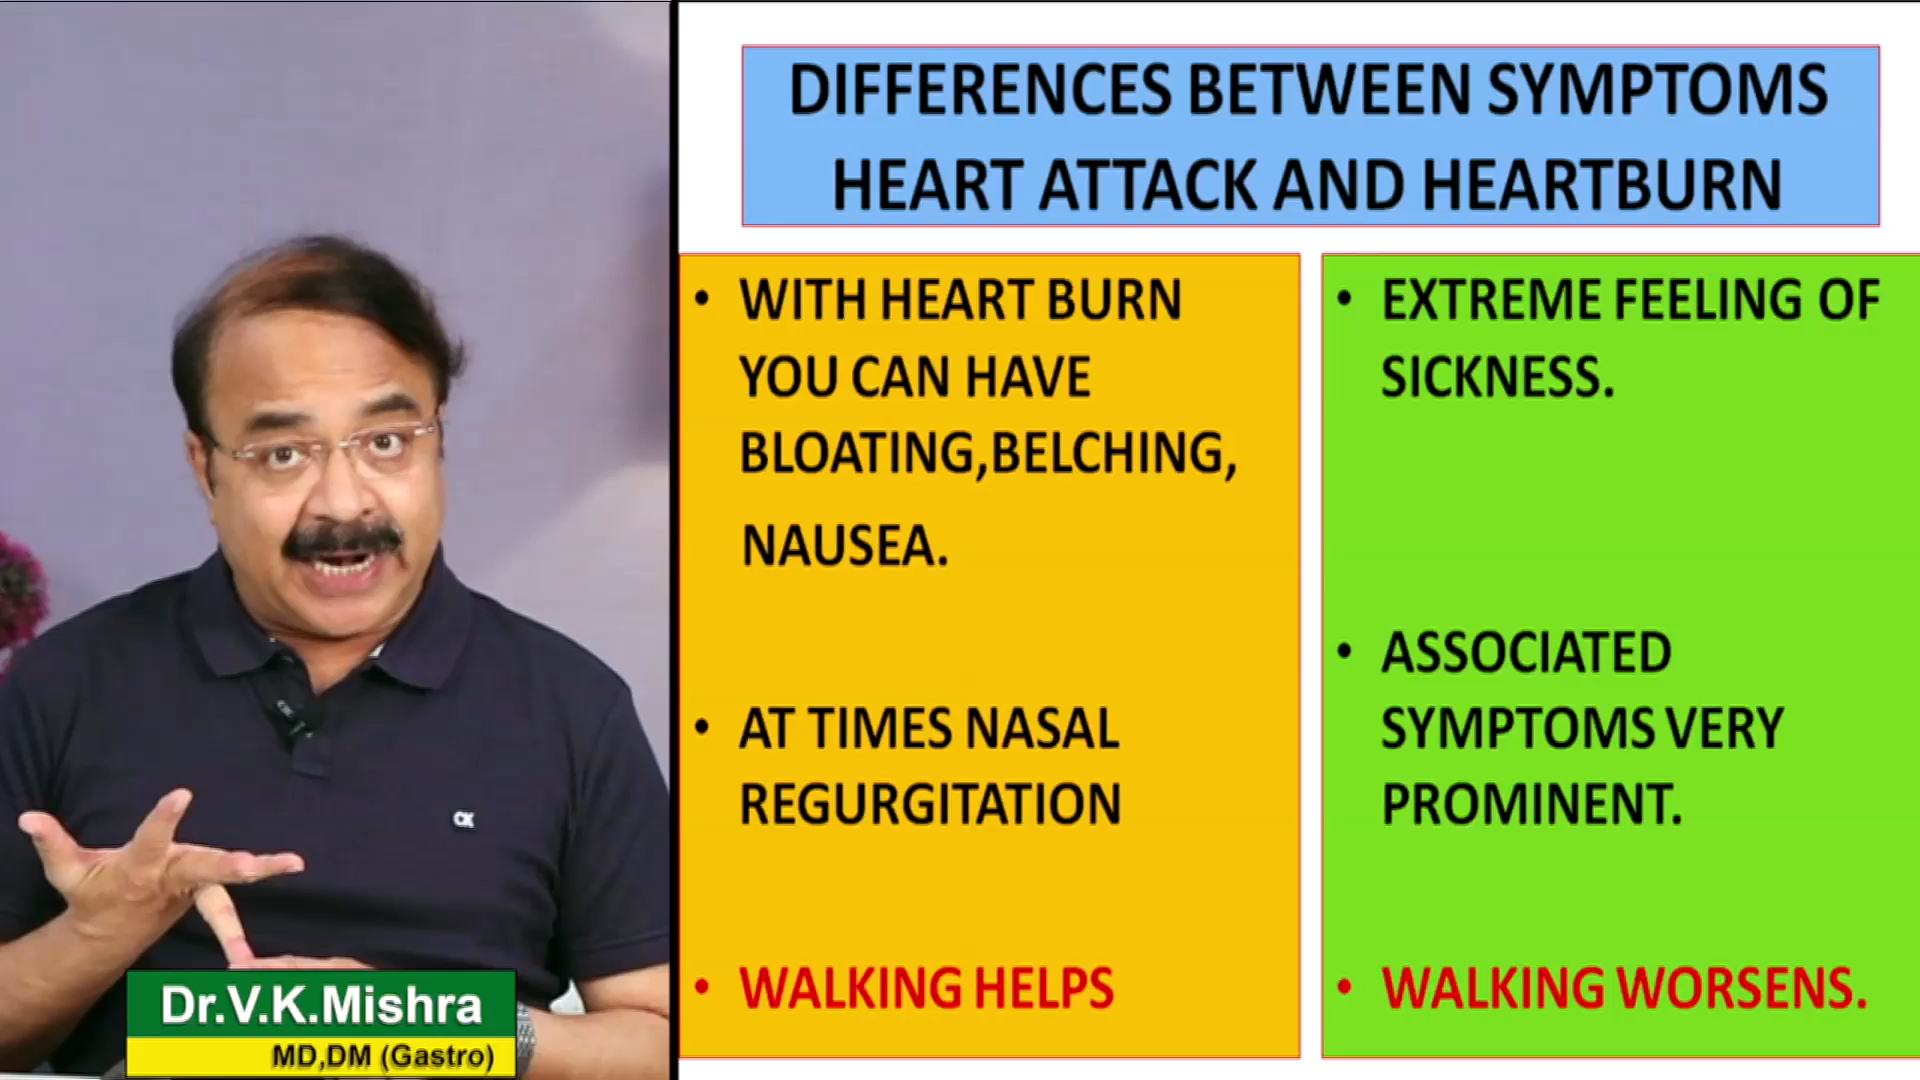 DIFFERENCES BETWEEN SYMPTOMS
HEART ATTACK AND HEARTBURN
• WITH HEART BURN
YOU CAN HAVE
BLOATING,BELCHING,
NAUSEA.
• AT TIMES NASAL
REGURGITATION
• WALKING HELPS
• EXTREME FEELING OF
SICKNESS.
• ASSOCIATED
SYMPTOMS VERY
PROMINENT.
• WALKING WORSENS.
CK
Dr.V.K.Mishra
MD,DM (Gastro)